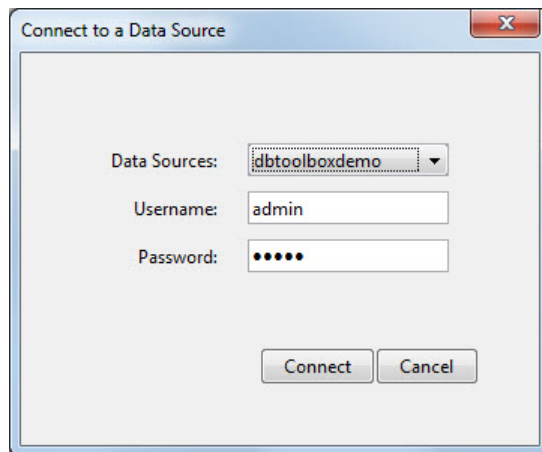 Connect to a Data Source
Data Sources: dbtoolboxdemo
Username: admin
Password: •••••
Connect Cancel